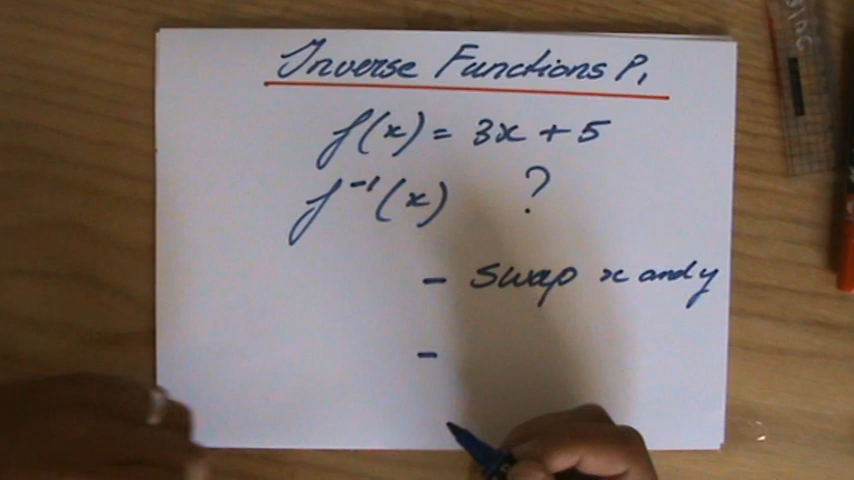 Inverse Functions P₁
f(x) = 3x + 5
f⁻¹(x) ?
- Swap x and y
-